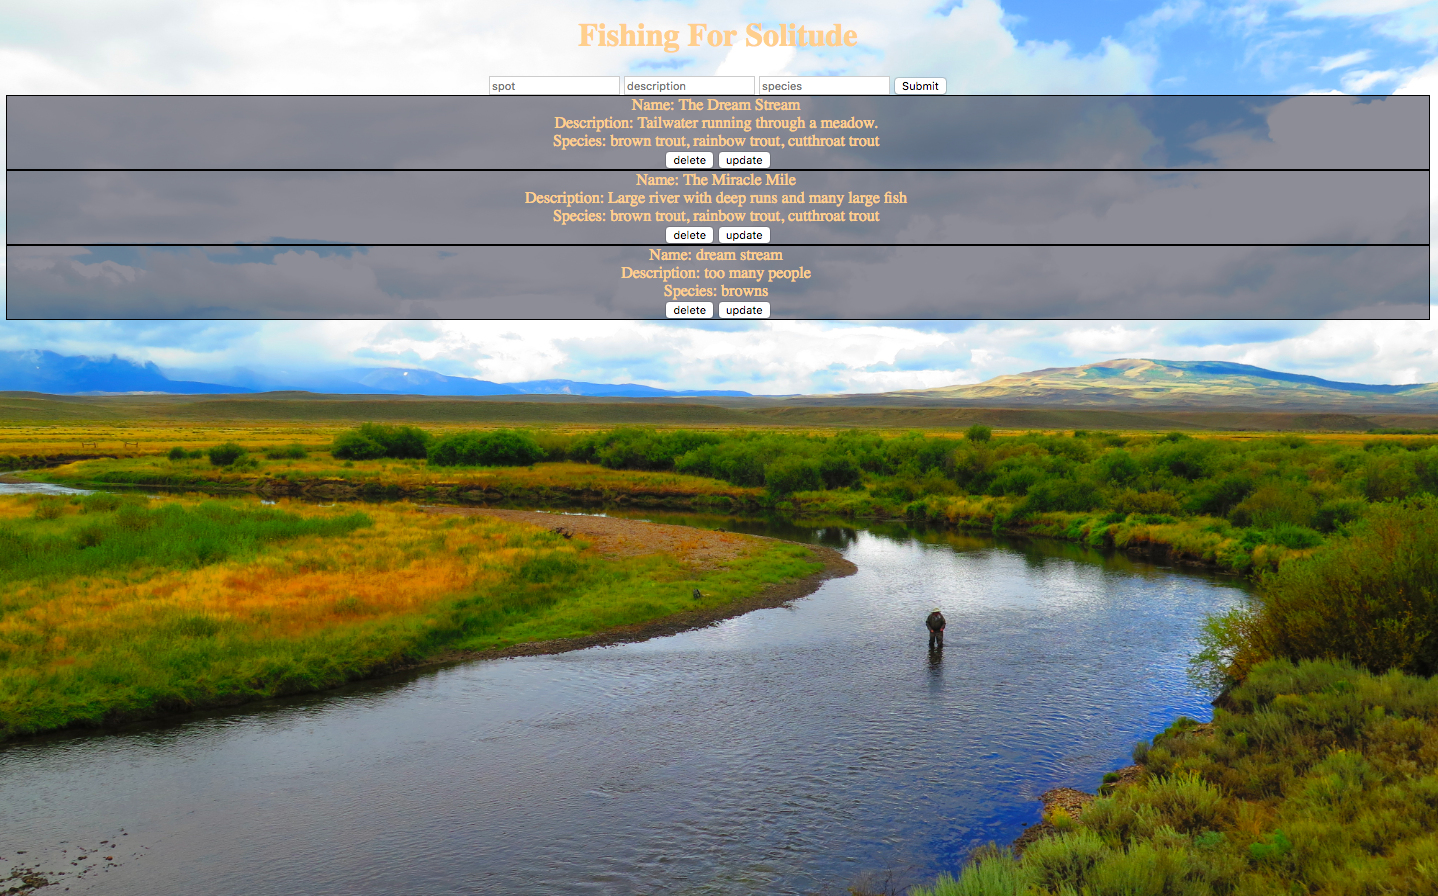 Fishing For Solitude
spot description species Submit
Name: The Dream Stream
Description: Tailwater running through a meadow.
Species: brown trout, rainbow trout, cutthroat trout
delete update
Name: The Miracle Mile
Description: Large river with deep runs and many large fish
Species: brown trout, rainbow trout, cutthroat trout
delete update
Name: dream stream
Description: too many people
Species: browns
delete update